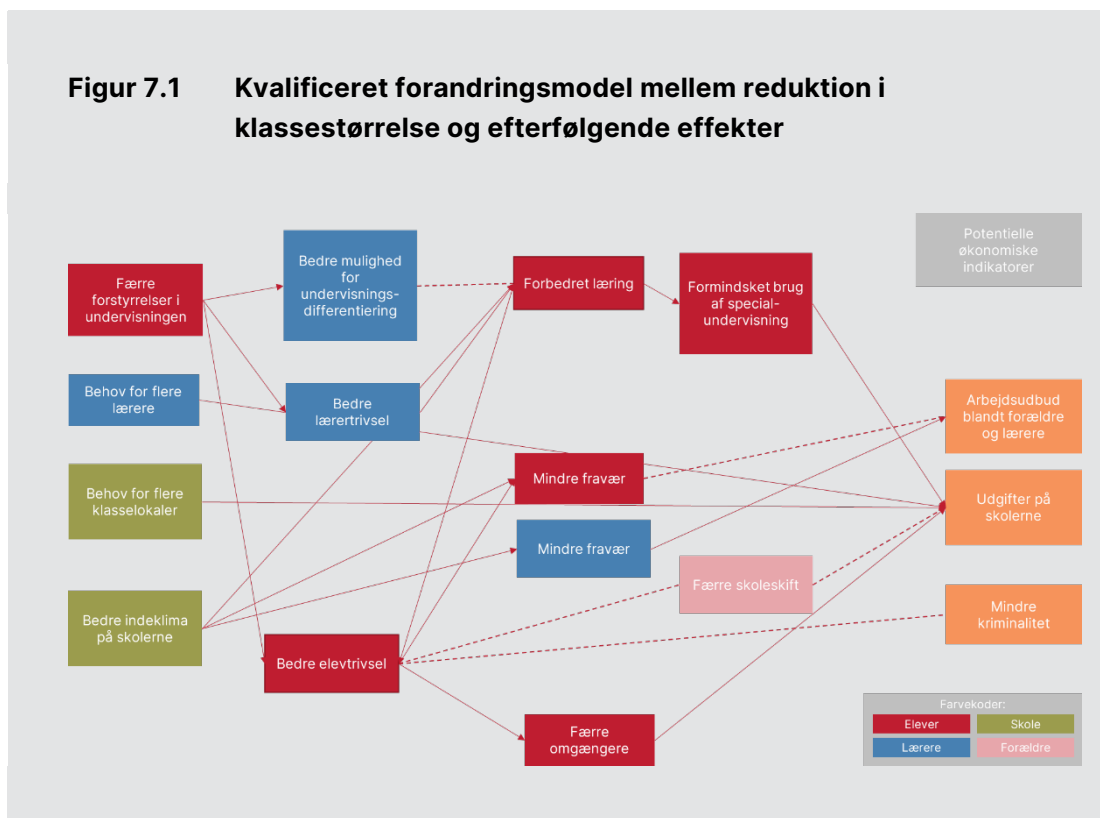 Figur 7.1 Kvalificeret forandringsmodel mellem reduktion i
klassestørrelse og efterfølgende effekter
Potentielle
økonomiske
indikatorer
Færre
forstyrrelser i
undervisningen
Bedre mulighed
for
undervisnings-
differentiering
Forbedret læring
Formindsket brug
af special-
undervisning
Behov for flere
lærere
Bedre
lærertrivsel
Arbejdsudbud
blandt forældre
og lærere
Behov for flere
klasselokaler
Mindre fravær
Udgifter på
skolerne
Mindre fravær
Færre skoleskift
Bedre indeklima
på skolerne
Mindre
kriminalitet
Bedre elevtrivsel
Færre
omgængere
Farvekoder:
Elever
Skole
Lærere
Forældre